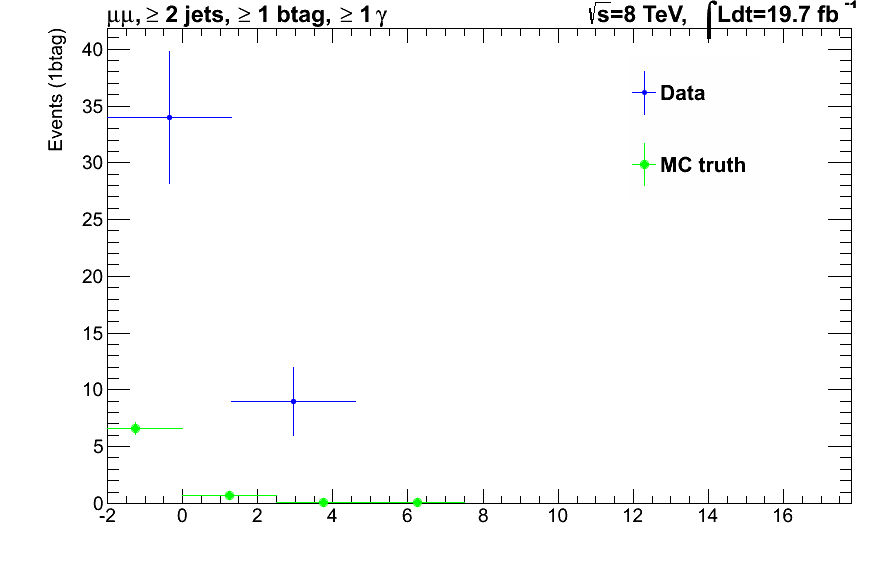 μμ, ≥ 2 jets, ≥ 1 btag, ≥ 1 γ
√s=8 TeV, ∫Ldt=19.7 fb⁻¹
Events (1btag)
40
35
30
25
20
15
10
5
0
Data
MC truth
-2 0 2 4 6 8 10 12 14 16